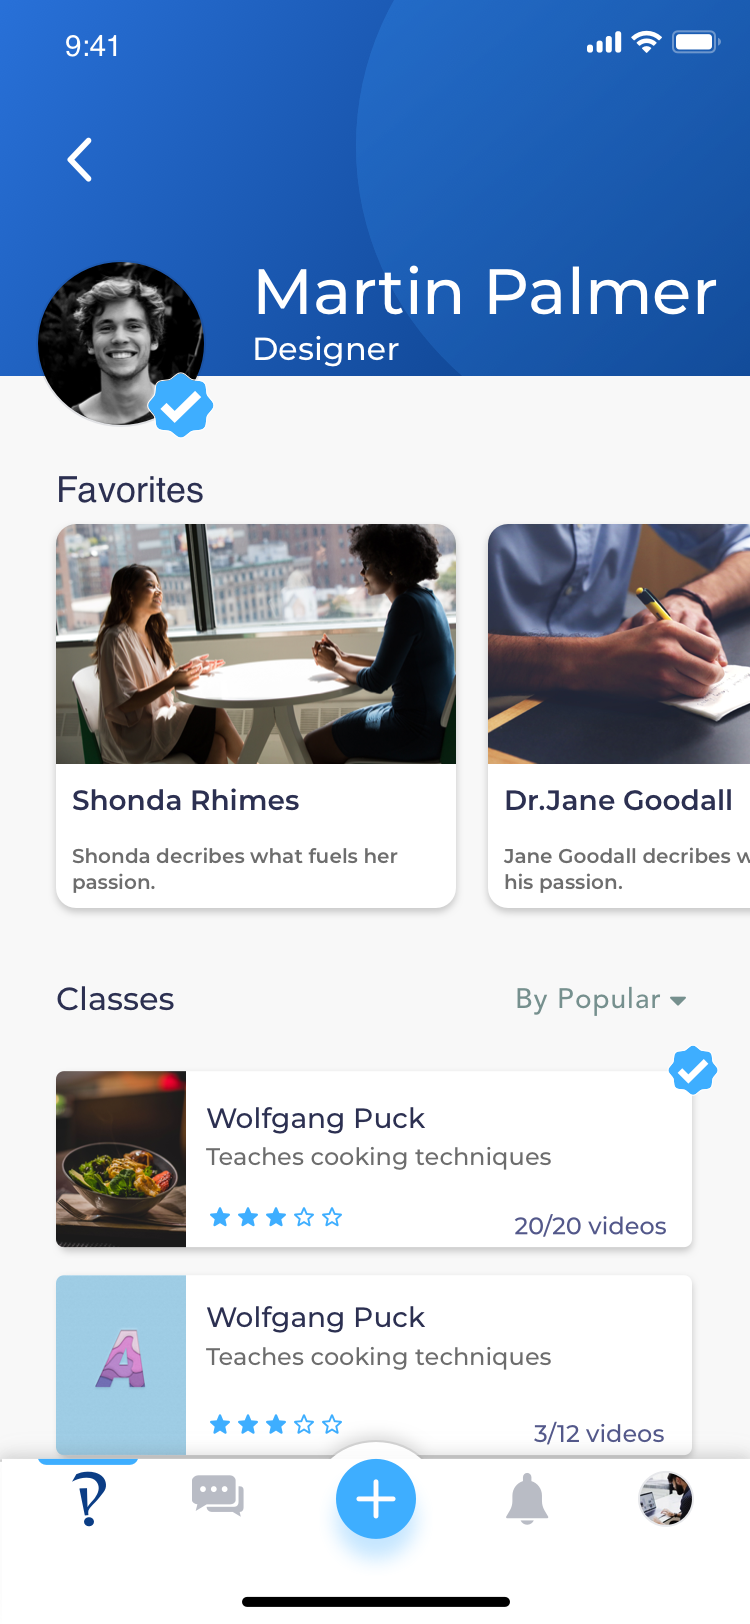 9:41
Martin Palmer
Designer
Favorites
Shonda Rhimes
Shonda decribes what fuels her
passion.
Dr.Jane Goodall
Jane Goodall decribes w
his passion.
Classes
By Popular
Wolfgang Puck
Teaches cooking techniques
20/20 videos
A
Wolfgang Puck
Teaches cooking techniques
3/12 videos